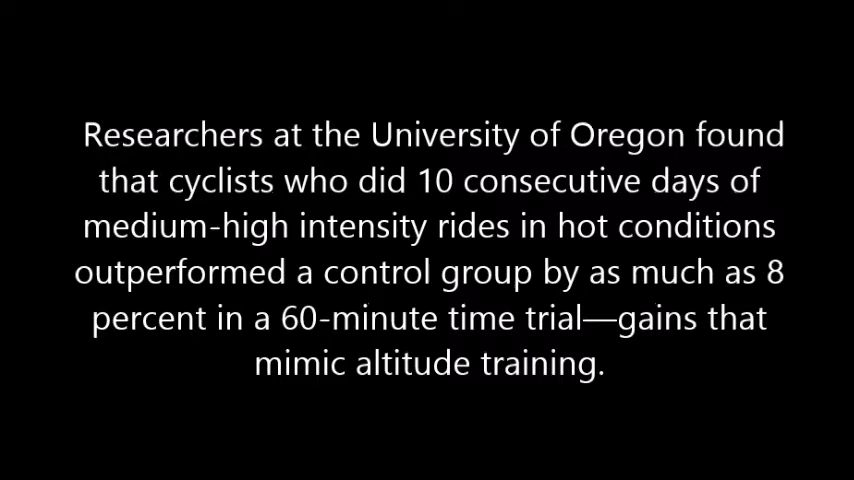 Researchers at the University of Oregon found
that cyclists who did 10 consecutive days of
medium-high intensity rides in hot conditions
outperformed a control group by as much as 8
percent in a 60-minute time trial—gains that
mimic altitude training.